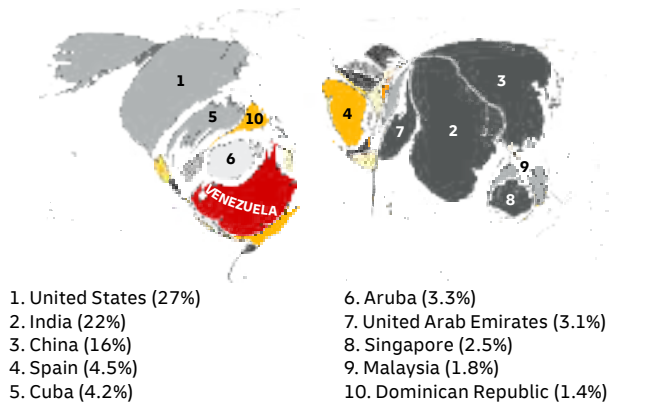 1
3
5
10
4
7
2
6
9
8
VENEZUELA
1. United States (27%)
2. India (22%)
3. China (16%)
4. Spain (4.5%)
5. Cuba (4.2%)
6. Aruba (3.3%)
7. United Arab Emirates (3.1%)
8. Singapore (2.5%)
9. Malaysia (1.8%)
10. Dominican Republic (1.4%)